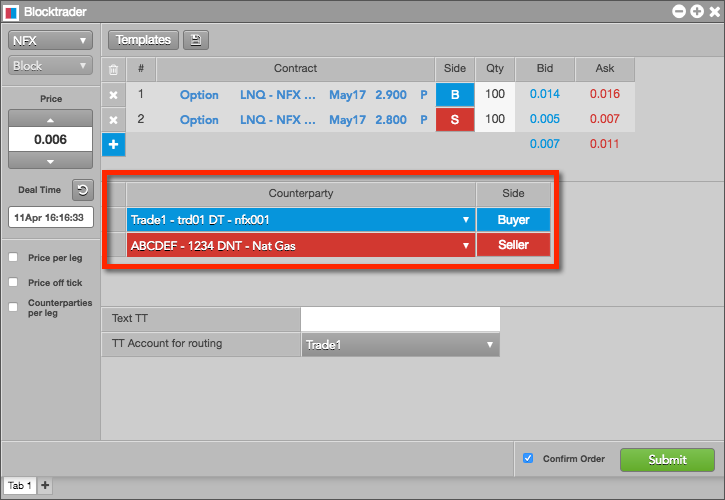 Blocktrader
NFX
Templates
Block
# Contract Side Qty Bid Ask
1 Option LNQ - NFX ... May17 2.900 P B 100 0.014 0.016
2 Option LNQ - NFX ... May17 2.800 P S 100 0.005 0.007
0.007 0.011
Price
0.006
Deal Time
11Apr 16:16:33
Price per leg
Price off tick
Counterparties
per leg
Counterparty Side
Trade1 - trd01 DT - nfx001 Buyer
ABCDEF - 1234 DNT - Nat Gas Seller
Text TT
TT Account for routing Trade1
Confirm Order Submit
Tab 1